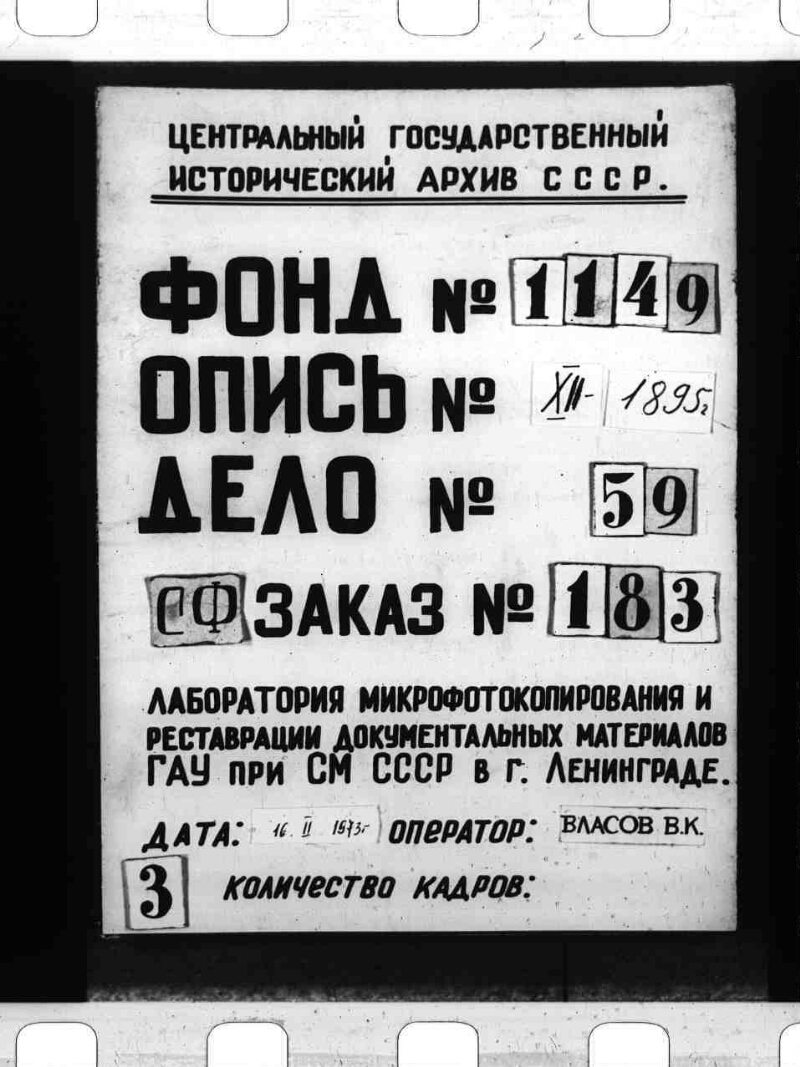 ЦЕНТРАЛЬНЫЙ ГОСУДАРСТВЕННЫЙ
ИСТОРИЧЕСКИЙ АРХИВ СССР.
ФОНД № 1149
ОПИСЬ № XII- 1895г
ДЕЛО № 59
СФ ЗАКАЗ № 183
ЛАБОРАТОРИЯ МИКРОФОТОКОПИРОВАНИЯ И
РЕСТАВРАЦИИ ДОКУМЕНТАЛЬНЫХ МАТЕРИАЛОВ
ГАУ при СМ СССР в г. ЛЕНИНГРАДЕ.
ДАТА: 16. II 1973г ОПЕРАТОР: ВЛАСОВ В.К.
3 КОЛИЧЕСТВО КАДРОВ: